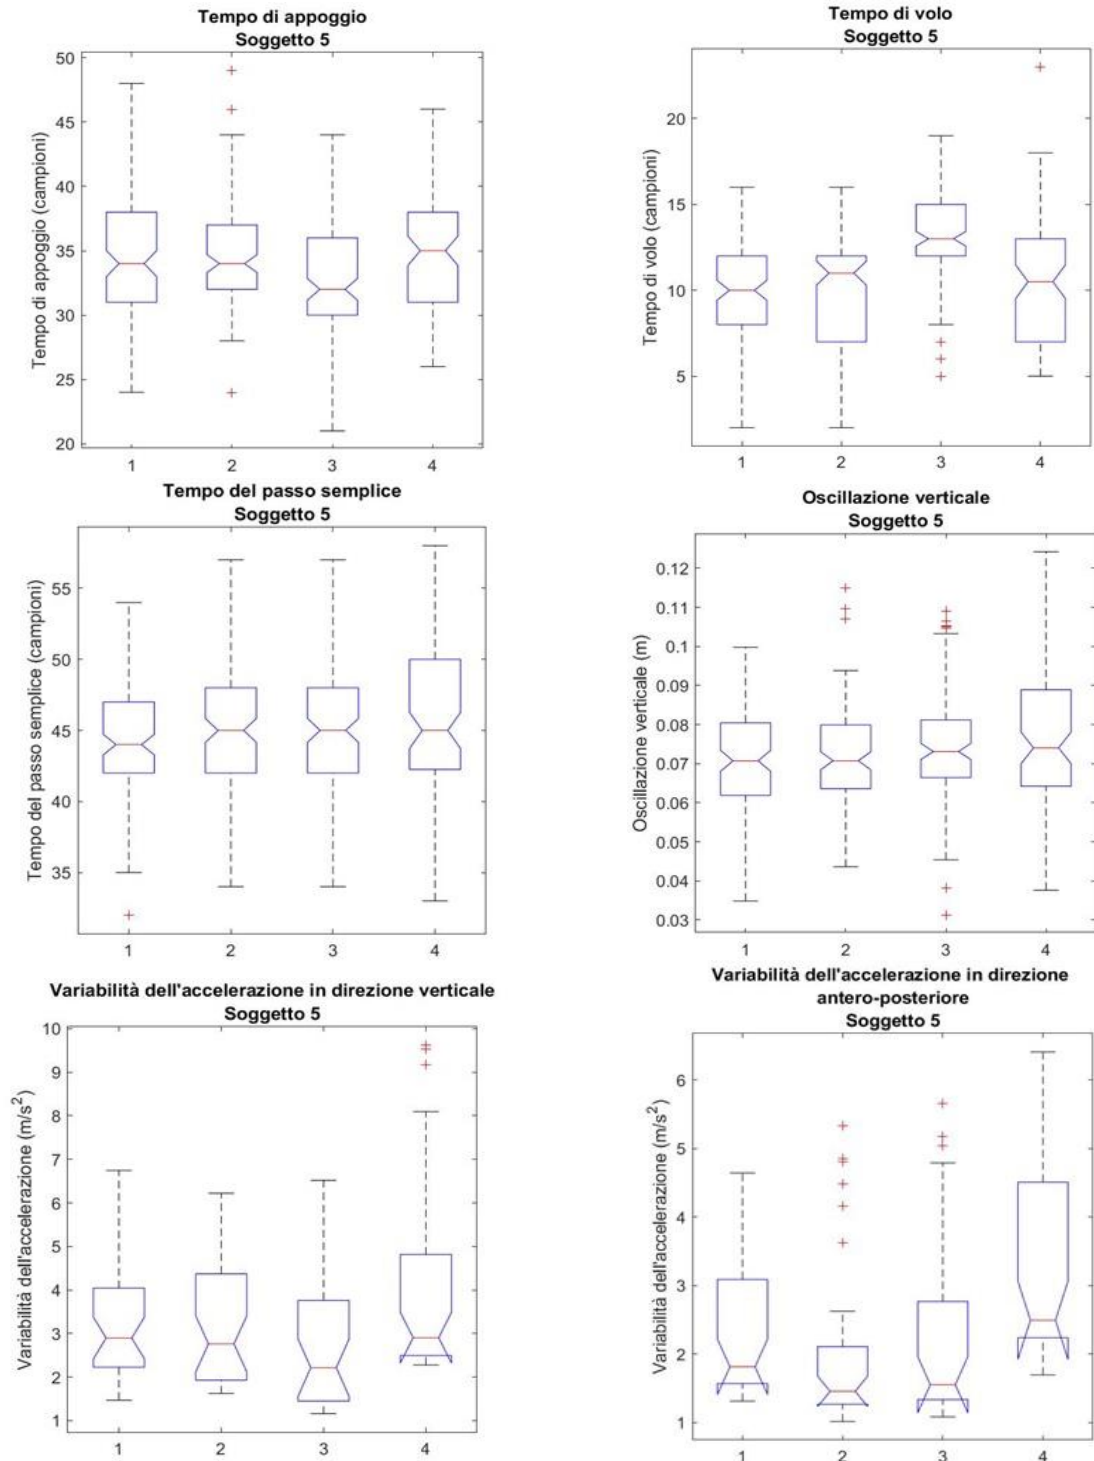 Tempo di appoggio
Soggetto 5
Tempo di appoggio (campioni)
50
45
40
35
30
25
20
1 2 3 4
Tempo di volo
Soggetto 5
Tempo di volo (campioni)
20
15
10
5
1 2 3 4
Tempo del passo semplice
Soggetto 5
Tempo del passo semplice (campioni)
55
50
45
40
35
1 2 3 4
Oscillazione verticale
Soggetto 5
Oscillazione verticale (m)
0.12
0.11
0.1
0.09
0.08
0.07
0.06
0.05
0.04
0.03
1 2 3 4
Variabilità dell'accelerazione in direzione verticale
Soggetto 5
Variabilità dell'accelerazione (m/s²)
10
9
8
7
6
5
4
3
2
1
1 2 3 4
Variabilità dell'accelerazione in direzione
antero-posteriore
Soggetto 5
Variabilità dell'accelerazione (m/s²)
6
5
4
3
2
1
1 2 3 4